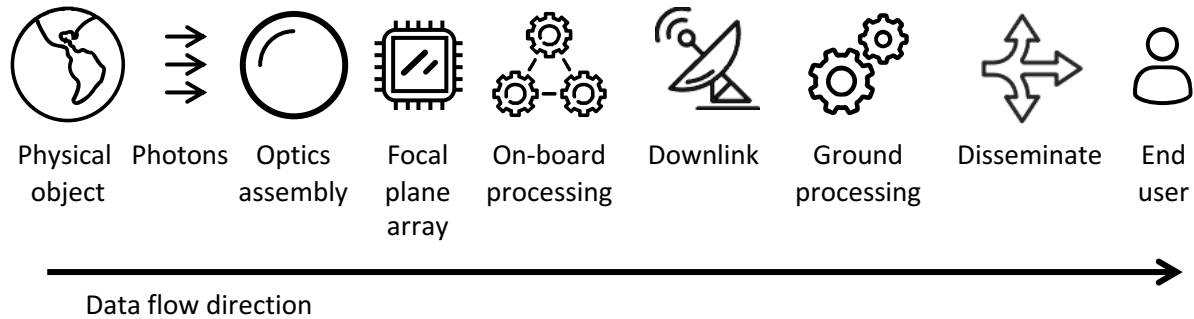 Physical object
Photons
Optics assembly
Focal plane array
On-board processing
Downlink
Ground processing
Disseminate
End user
Data flow direction